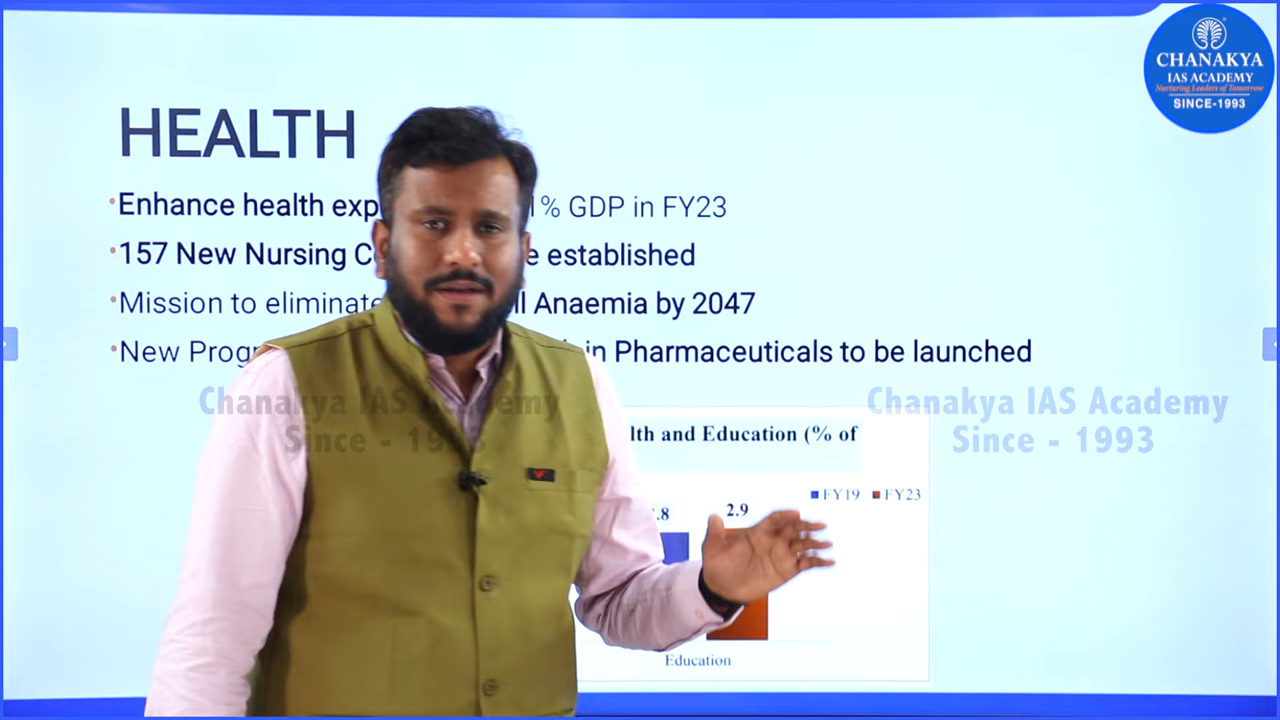 CHANAKYA
IAS ACADEMY
Nurturing Leaders of Tomorrow
SINCE-1993
HEALTH
•Enhance health exp 1% GDP in FY23
•157 New Nursing C e established
•Mission to eliminate ll Anaemia by 2047
•New Prog in Pharmaceuticals to be launched
Chanakya IAS Academy
Since - 1993
Chanakya IAS Academy
Since - 1993
lth and Education (% of
FY19 FY23
.8 2.9
Education